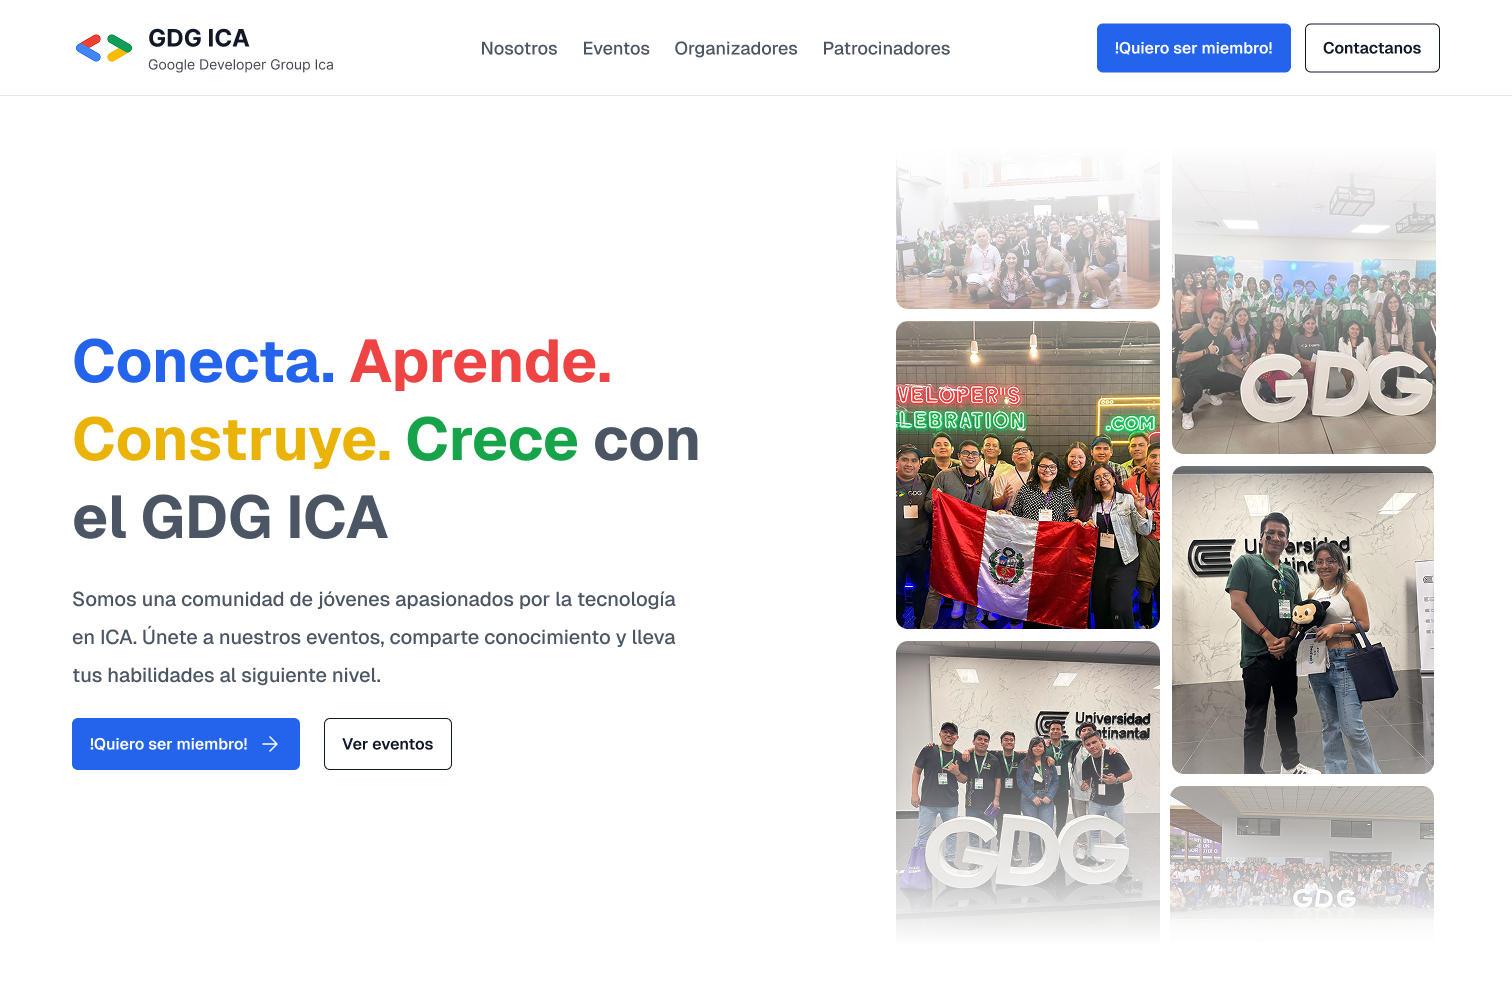 GDG ICA
Google Developer Group Ica
Nosotros
Eventos
Organizadores
Patrocinadores
!Quiero ser miembro!
Contactanos
Conecta. Aprende.
Construye. Crece con
el GDG ICA
Somos una comunidad de jóvenes apasionados por la tecnología
en ICA. Únete a nuestros eventos, comparte conocimiento y lleva
tus habilidades al siguiente nivel.
!Quiero ser miembro!
Ver eventos
VELOPER'S
LEBRATION
.COM
GDG
GDG
Universidad
Continental
GDG
GDG